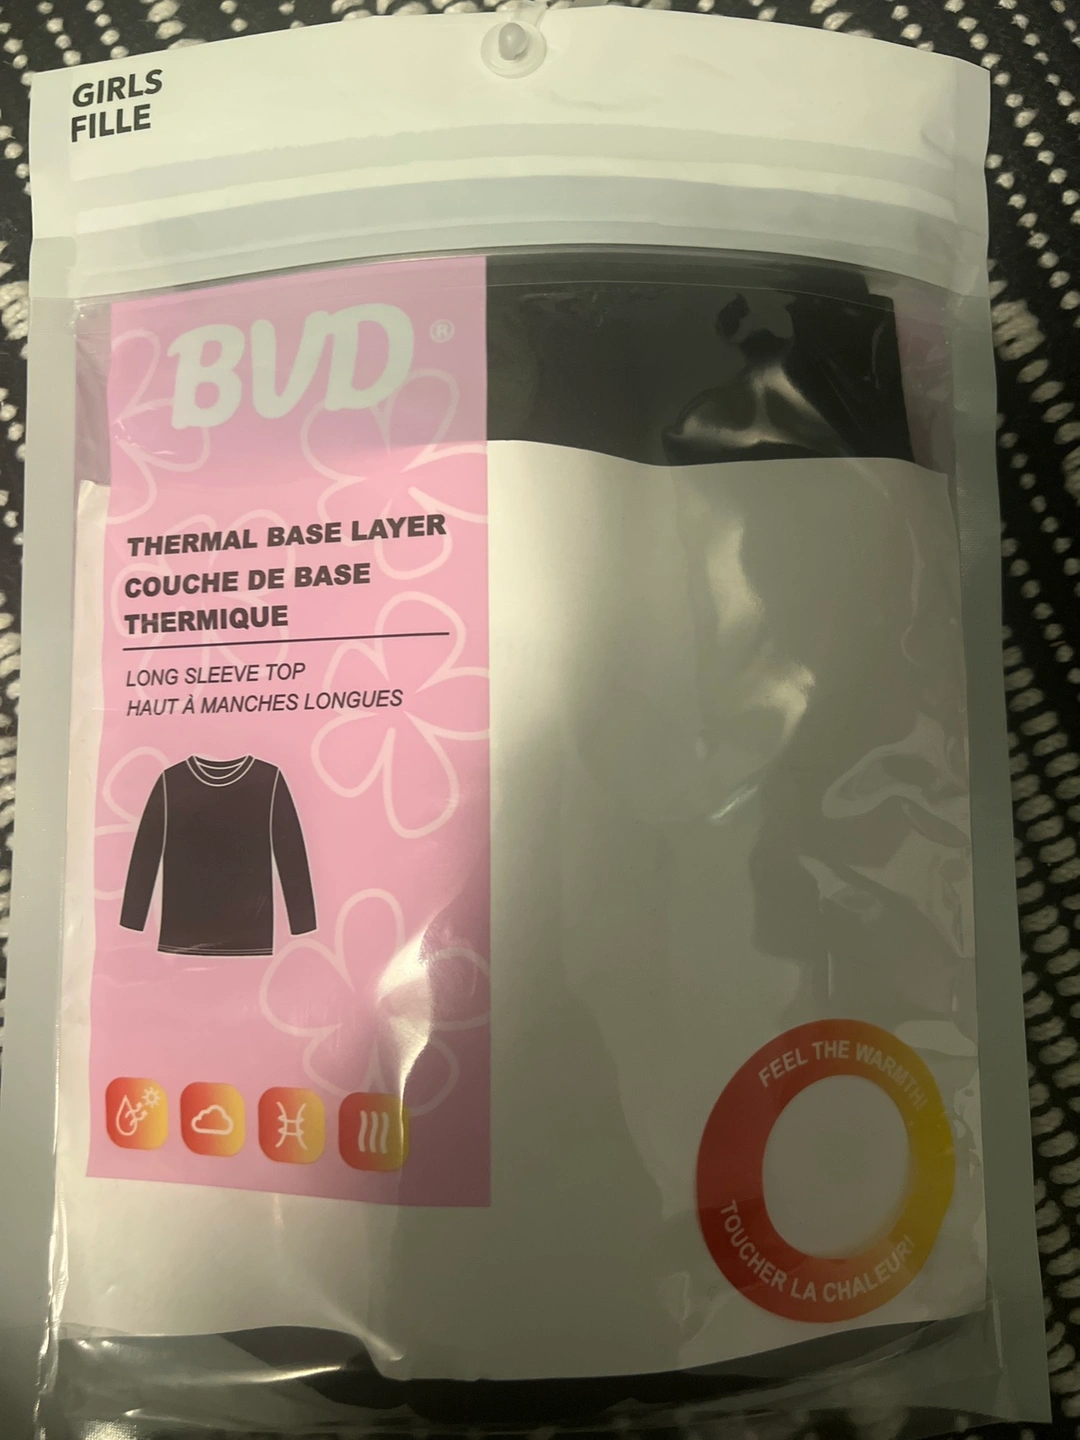 GIRLS
FILLE
BVD®
THERMAL BASE LAYER
COUCHE DE BASE
THERMIQUE
LONG SLEEVE TOP
HAUT À MANCHES LONGUES
FEEL THE WARMTH!
TOUCHER LA CHALEUR!